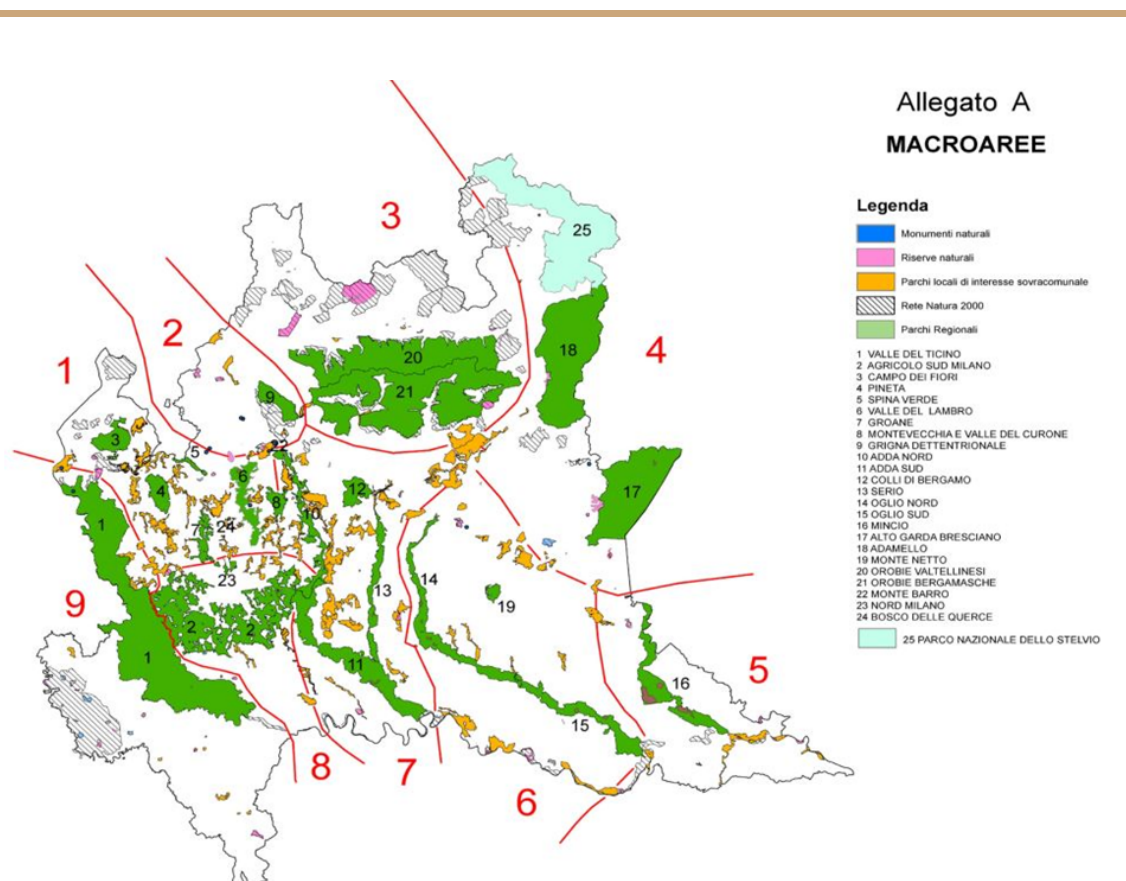 Allegato A
MACROAREE
Legenda
Monumenti naturali
Riserve naturali
Parchi locali di interesse sovracomunale
Rete Natura 2000
Parchi Regionali
1 VALLE DEL TICINO
2 AGRICOLO SUD MILANO
3 CAMPO DEI FIORI
4 PINETA
5 SPINA VERDE
6 VALLE DEL LAMBRO
7 GROANE
8 MONTEVECCHIA E VALLE DEL CURONE
9 GRIGNA DETTENTRIONALE
10 ADDA NORD
11 ADDA SUD
12 COLLI DI BERGAMO
13 SERIO
14 OGLIO NORD
15 OGLIO SUD
16 MINCIO
17 ALTO GARDA BRESCIANO
18 ADAMELLO
19 MONTE NETTO
20 OROBIE VALTELLINESI
21 OROBIE BERGAMASCHE
22 MONTE BARRO
23 NORD MILANO
24 BOSCO DELLE QUERCE
25 PARCO NAZIONALE DELLO STELVIO
3
25
2
1
20
18
4
21
9
3
5
22
6
4
12
8
17
1
10
7
24
23
13
14
19
9
2
2
1
11
16
5
15
8
7
6